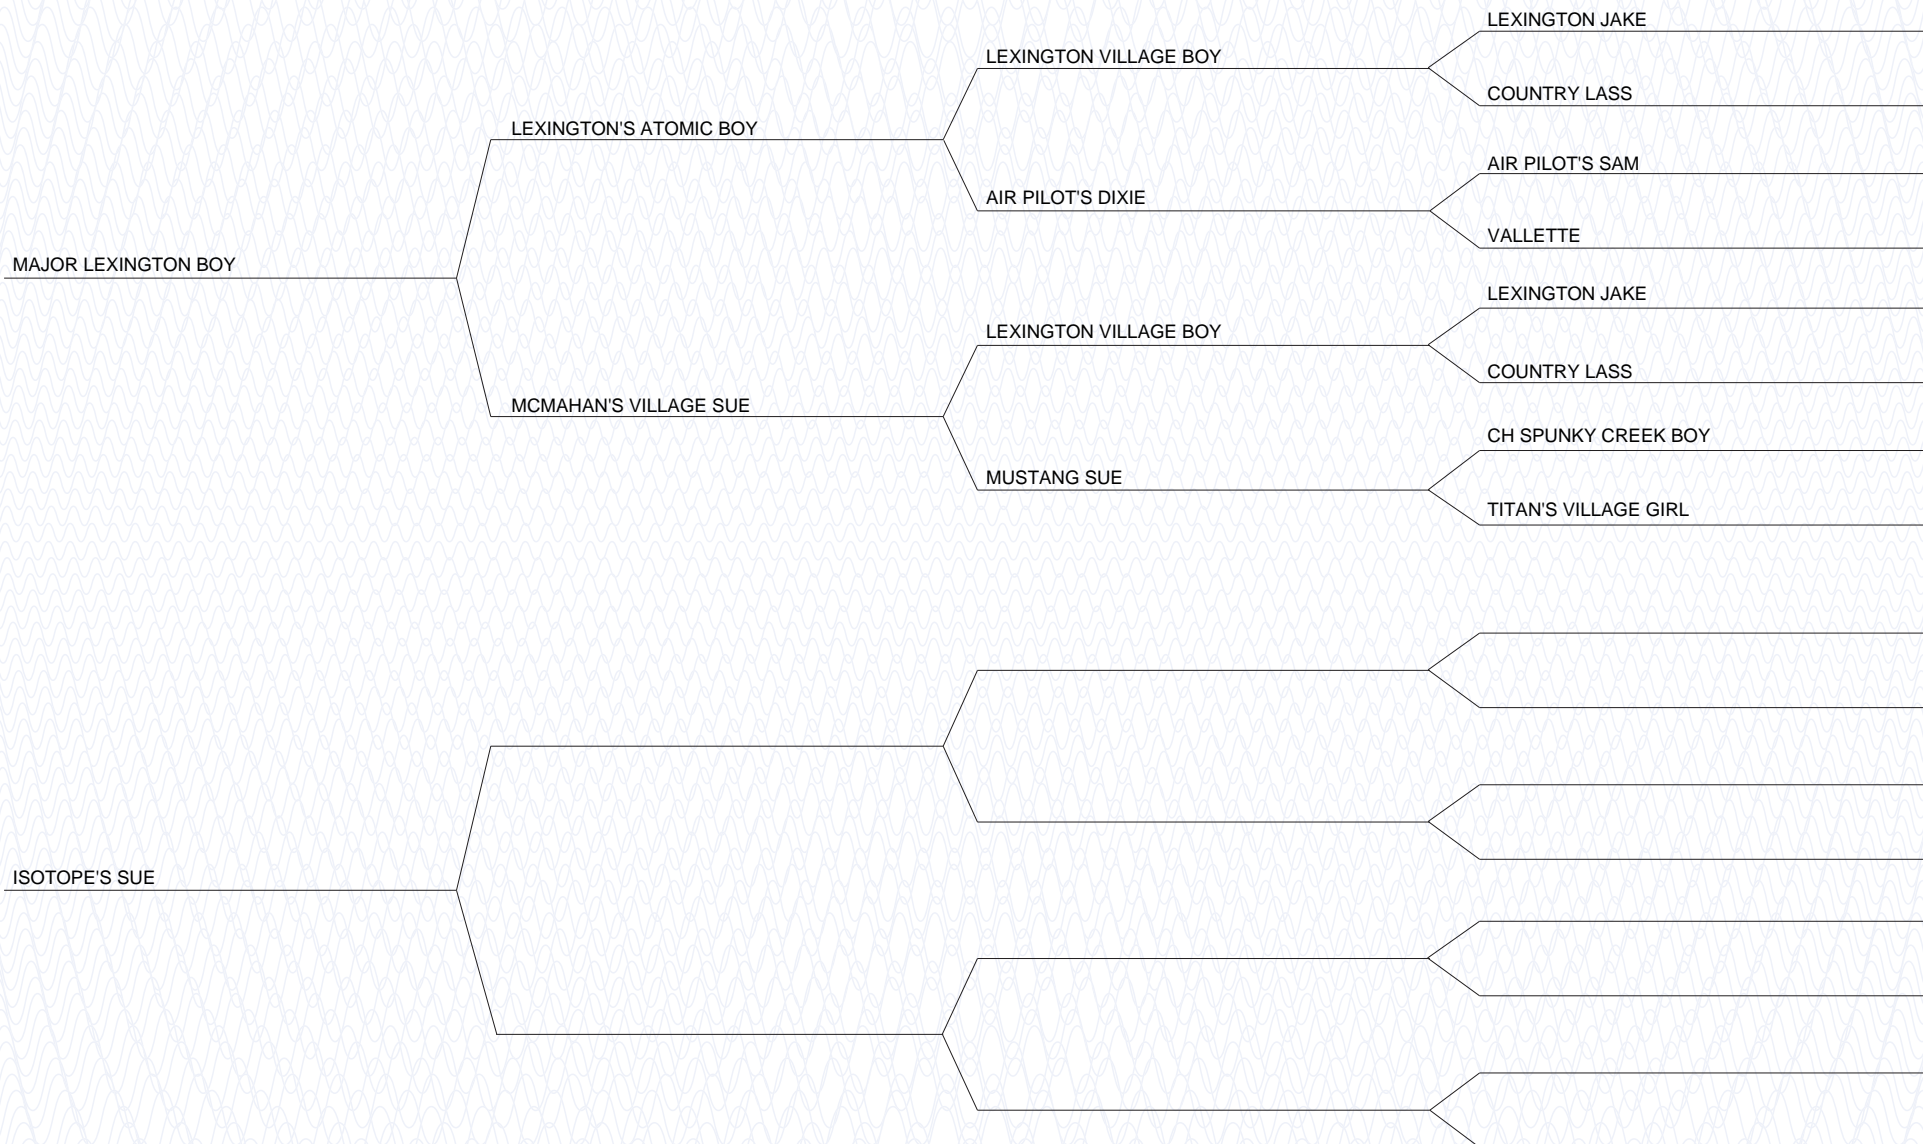 LEXINGTON JAKE
LEXINGTON VILLAGE BOY
COUNTRY LASS
LEXINGTON'S ATOMIC BOY
AIR PILOT'S SAM
AIR PILOT'S DIXIE
VALLETTE
MAJOR LEXINGTON BOY
LEXINGTON JAKE
LEXINGTON VILLAGE BOY
COUNTRY LASS
MCMAHAN'S VILLAGE SUE
CH SPUNKY CREEK BOY
MUSTANG SUE
TITAN'S VILLAGE GIRL
ISOTOPE'S SUE